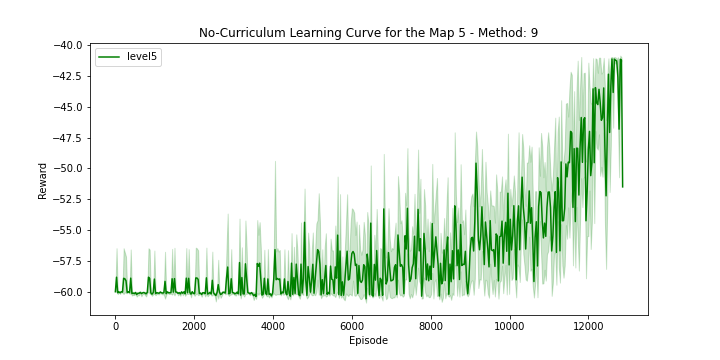 No-Curriculum Learning Curve for the Map 5 - Method: 9
level5
Reward
−40.0
−42.5
−45.0
−47.5
−50.0
−52.5
−55.0
−57.5
−60.0
0 2000 4000 6000 8000 10000 12000
Episode